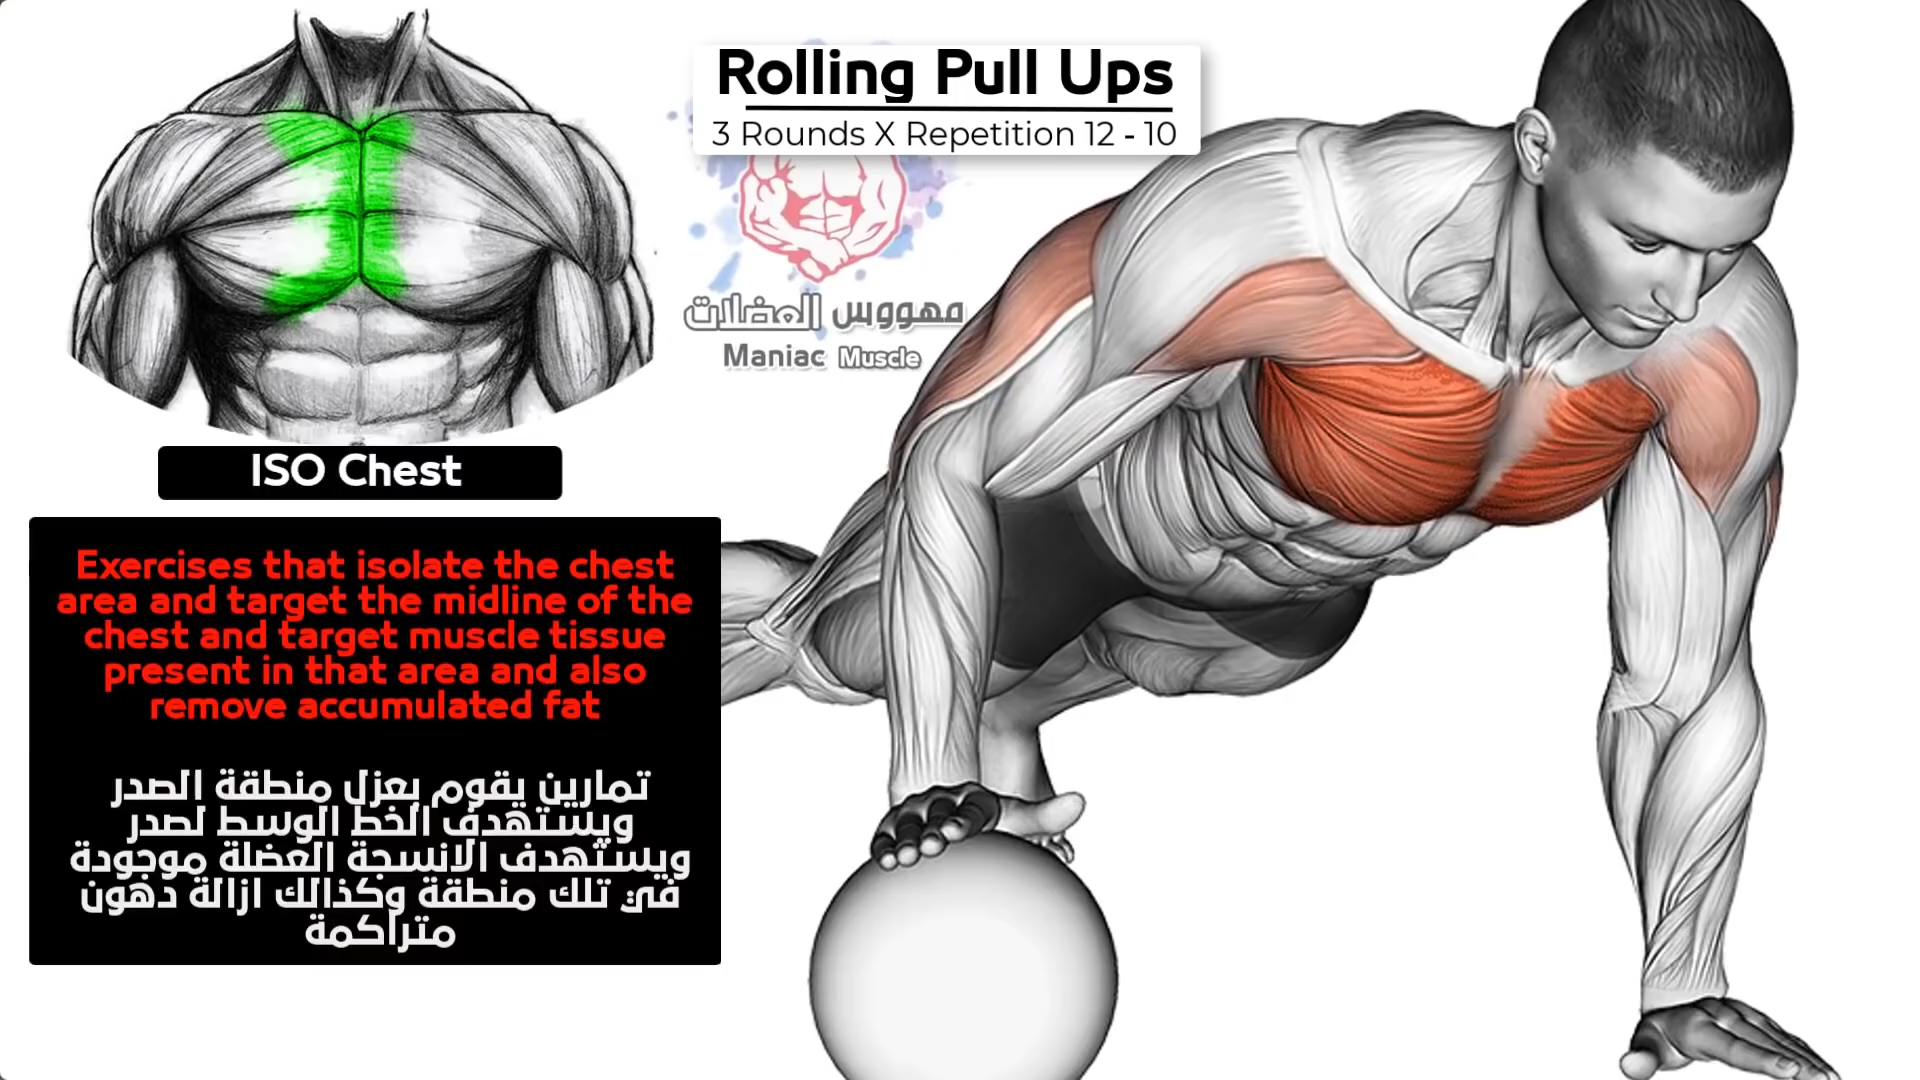 Rolling Pull Ups
3 Rounds X Repetition 12 - 10
مهووس العضلات
Maniac Muscle
ISO Chest
Exercises that isolate the chest
area and target the midline of the
chest and target muscle tissue
present in that area and also
remove accumulated fat
تمارين يقوم بعزل منطقة الصدر
ويستهدف الخط الوسط لصدر
ويستهدف الانسجة العضلة موجودة
في تلك منطقة وكذالك ازالة دهون
متراكمة